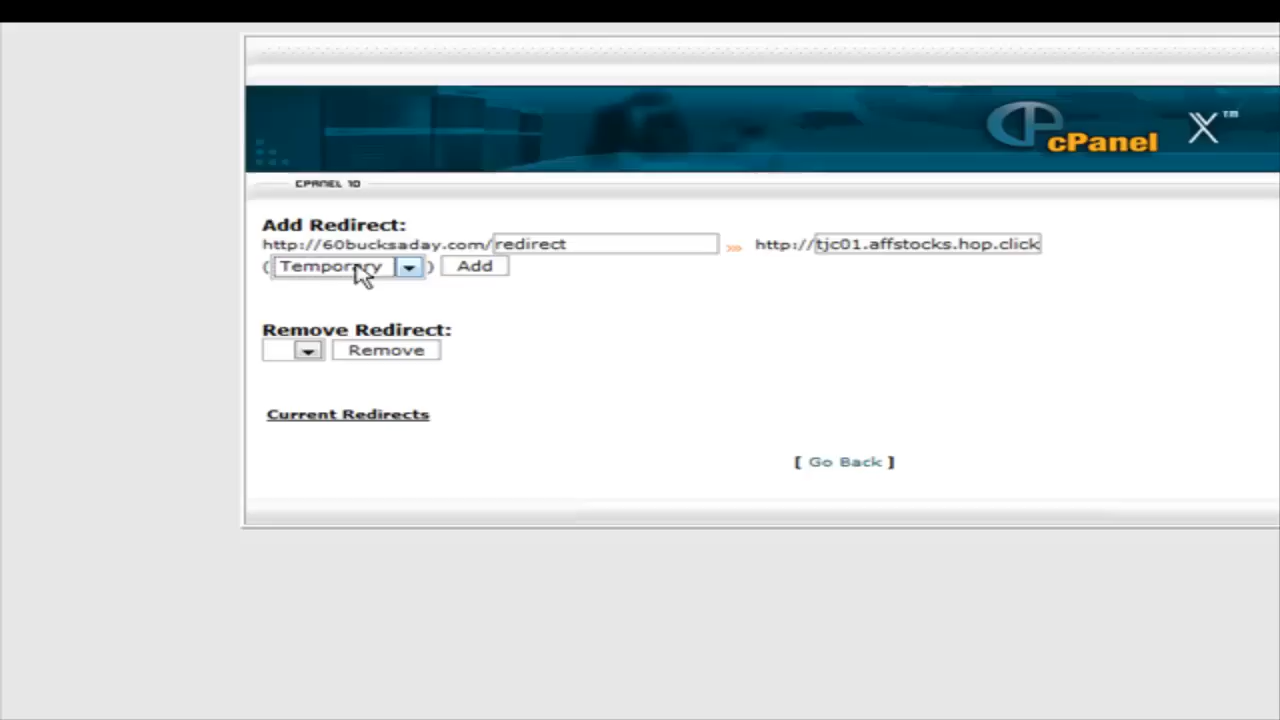 cPanel X™
CPANEL 10
Add Redirect:
http://60bucksaday.com/redirect »» http://tjc01.affstocks.hop.click
( Temporary ) Add
Remove Redirect:
Remove
Current Redirects
[ Go Back ]